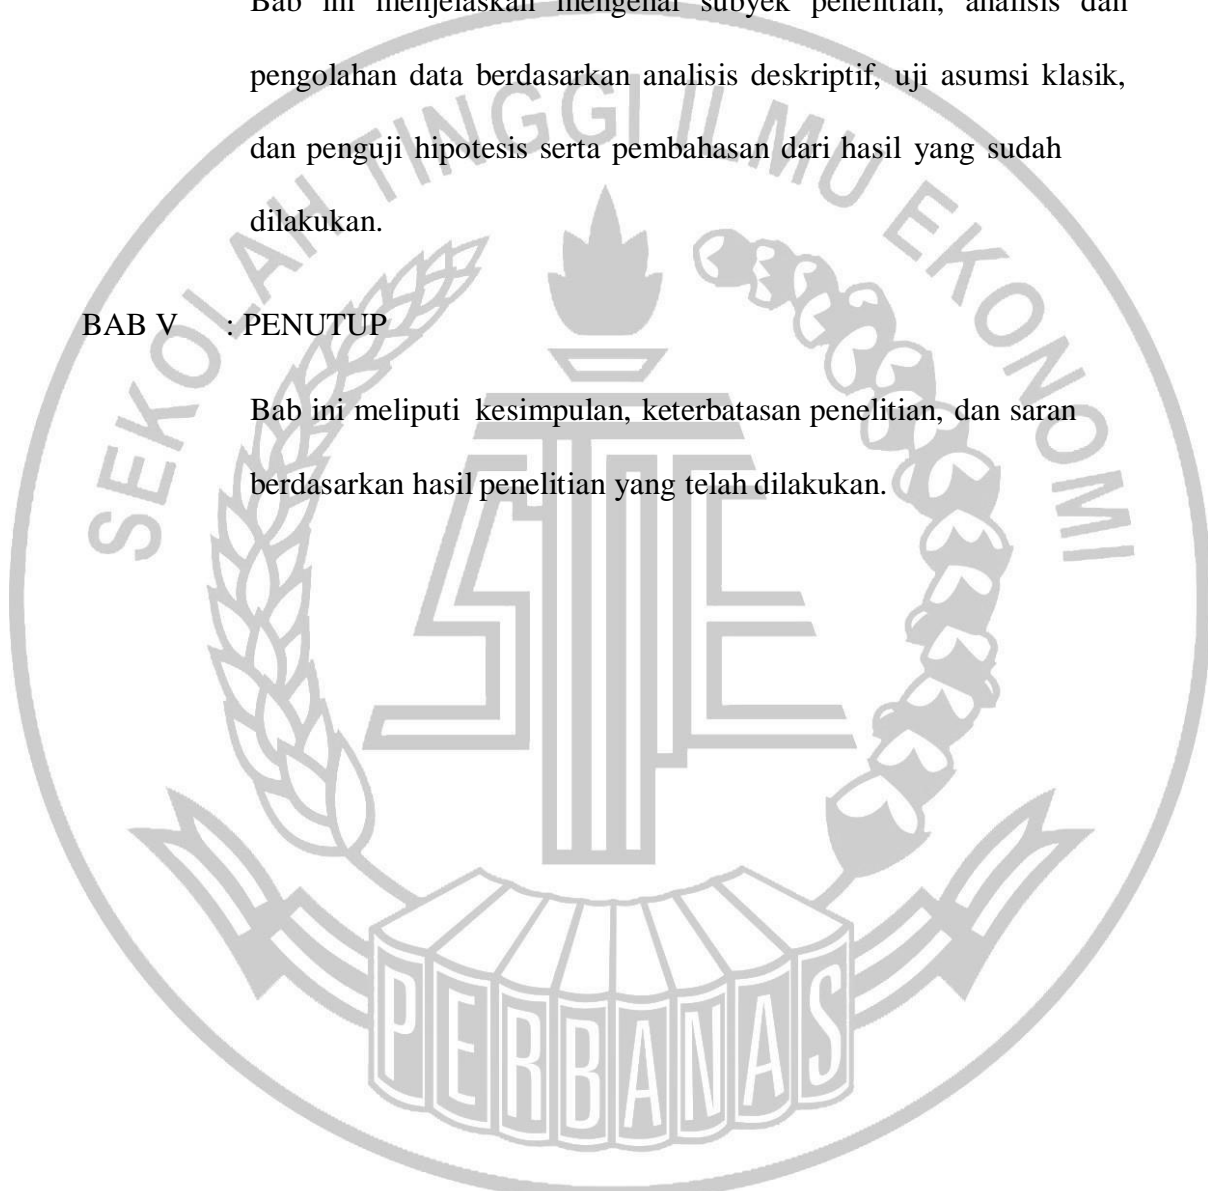 Bab ini menjelaskan mengenai subyek penelitian, analisis dan
pengolahan data berdasarkan analisis deskriptif, uji asumsi klasik,
dan penguji hipotesis serta pembahasan dari hasil yang sudah
dilakukan.
BAB V : PENUTUP
Bab ini meliputi kesimpulan, keterbatasan penelitian, dan saran
berdasarkan hasil penelitian yang telah dilakukan.
SEKOLAH TINGGI ILMU EKONOMI
STIE
PERBANAS